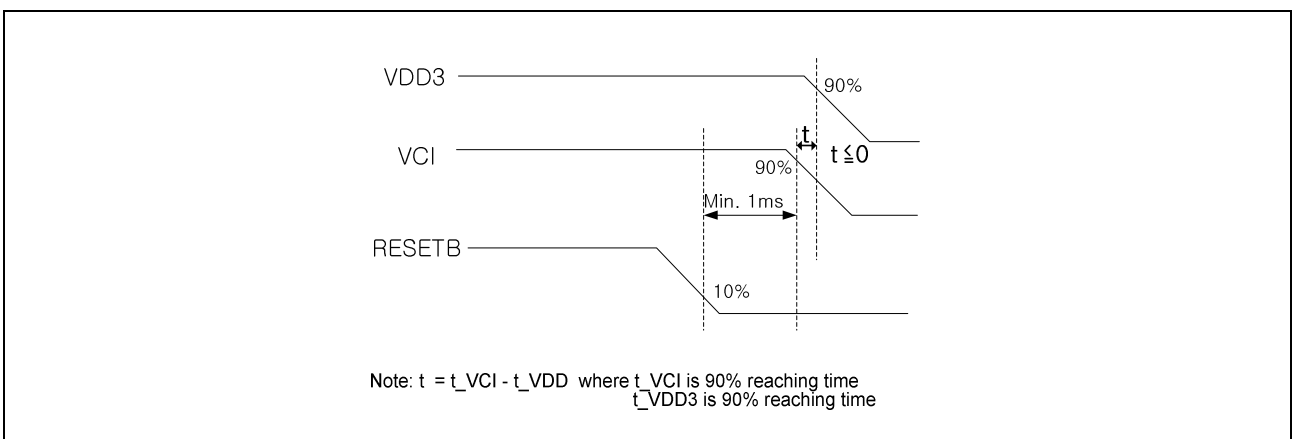 VDD3
90%
t
t≦0
VCI
90%
Min. 1ms
RESETB
10%
Note: t = t_VCI - t_VDD where t_VCI is 90% reaching time
t_VDD3 is 90% reaching time